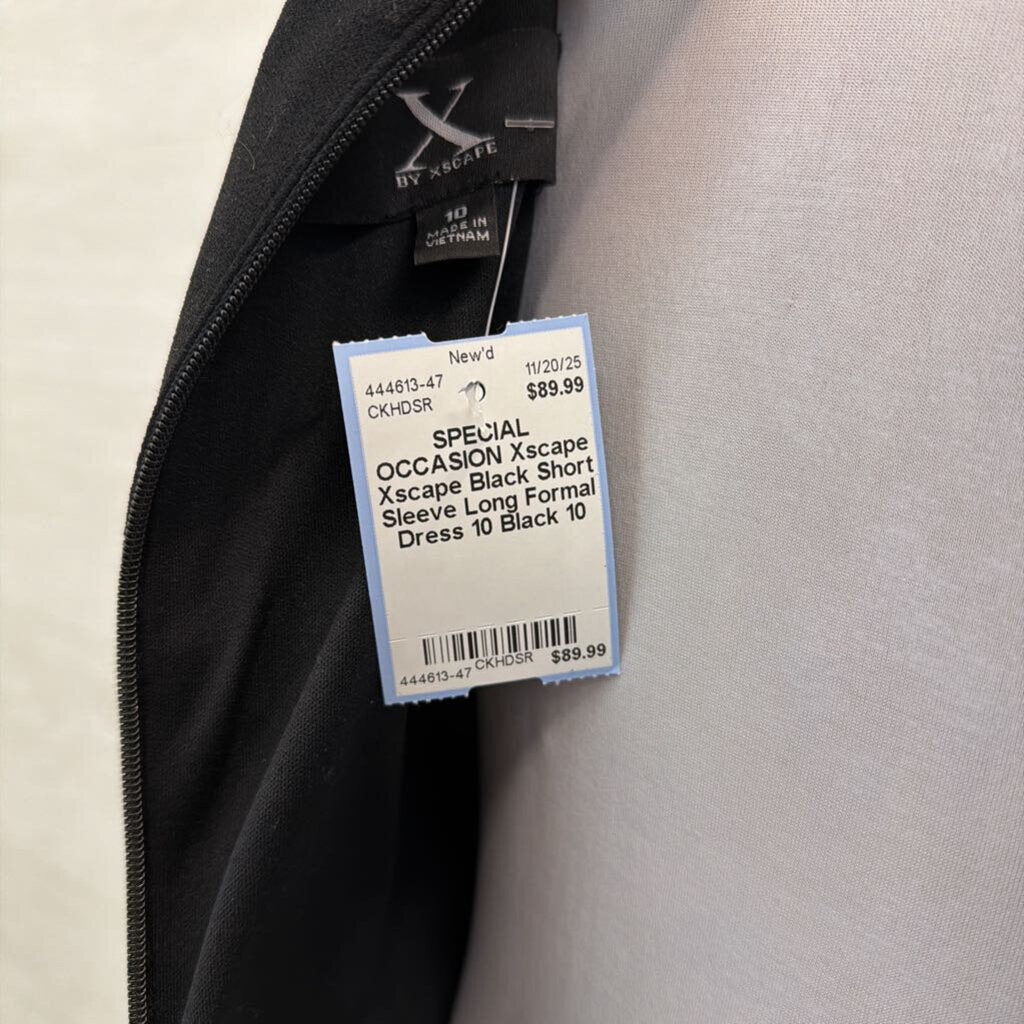 X
BY XSCAPE
10
MADE IN
VIETNAM
New'd
444613-47 11/20/25
CKHDSR $89.99
SPECIAL
OCCASION Xscape
Xscape Black Short
Sleeve Long Formal
Dress 10 Black 10
444613-47 CKHDSR $89.99